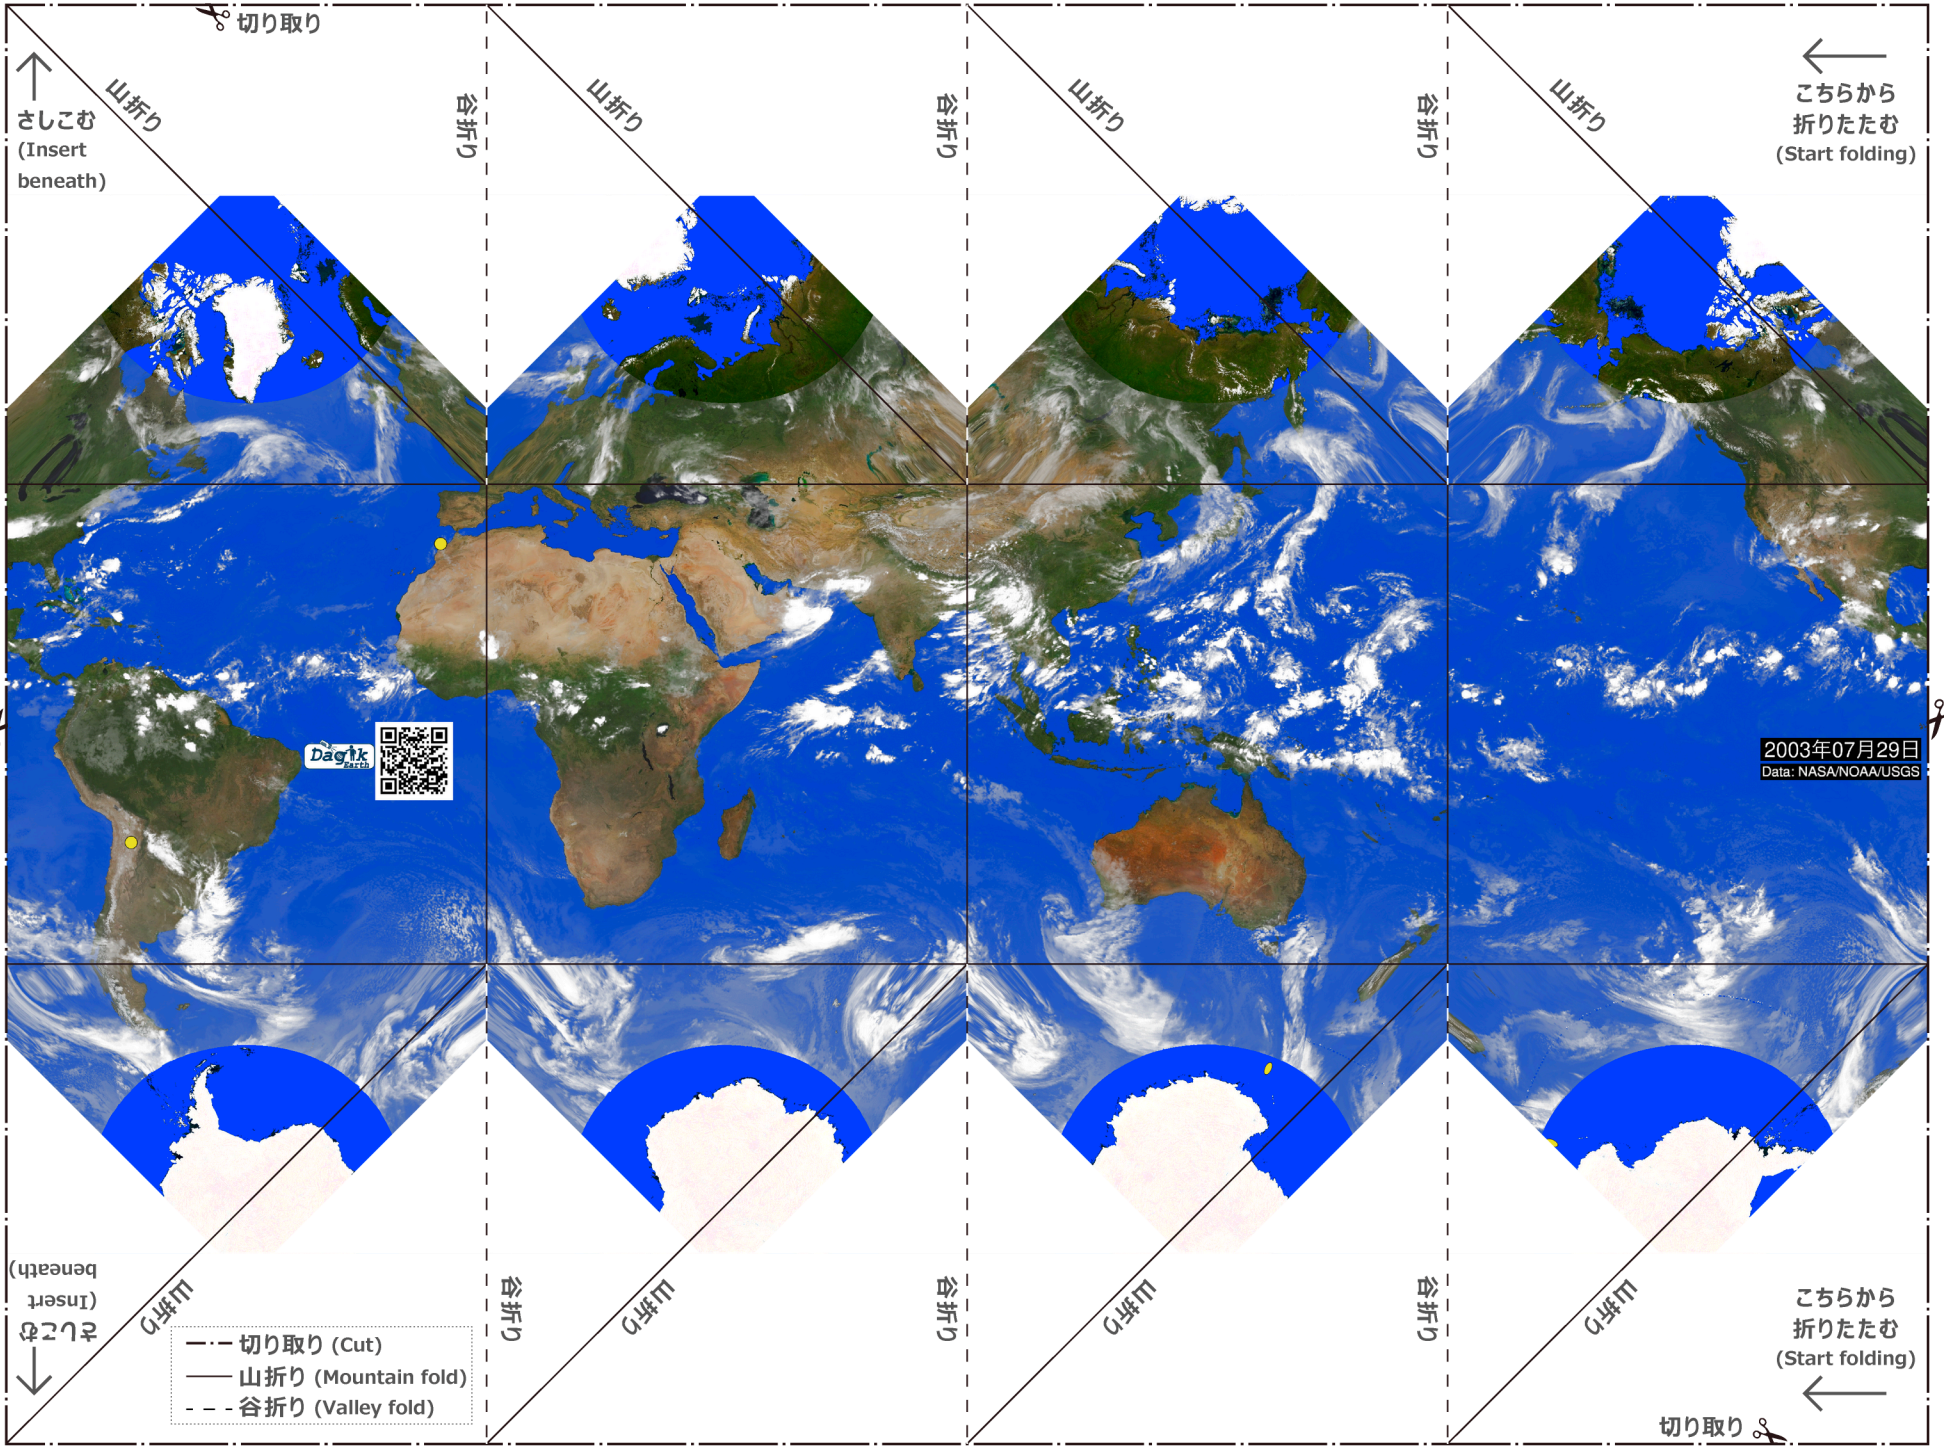 切り取り
山折り
谷折り
山折り
谷折り
山折り
谷折り
山折り
さしこむ
(Insert
beneath)
こちらから
折りたたむ
(Start folding)
Dagik
Earth
2003年07月29日
Data: NASA/NOAA/USGS
さしこむ
(Insert
beneath)
山折り
谷折り
山折り
谷折り
山折り
谷折り
山折り
こちらから
折りたたむ
(Start folding)
切り取り (Cut)
山折り (Mountain fold)
谷折り (Valley fold)
切り取り